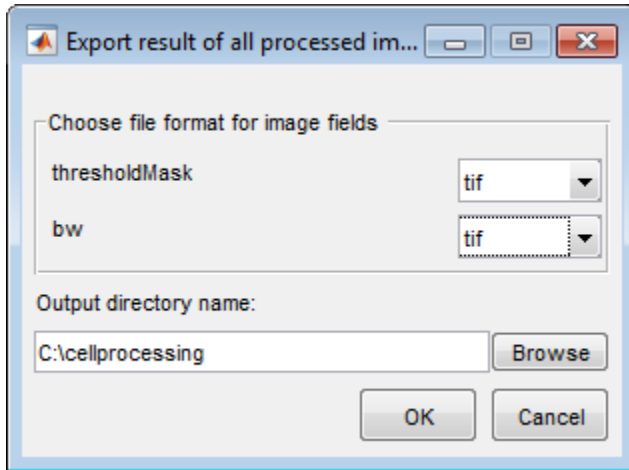 Export result of all processed im...
Choose file format for image fields
thresholdMask
tif
bw
tif
Output directory name:
C:\cellprocessing
Browse
OK
Cancel